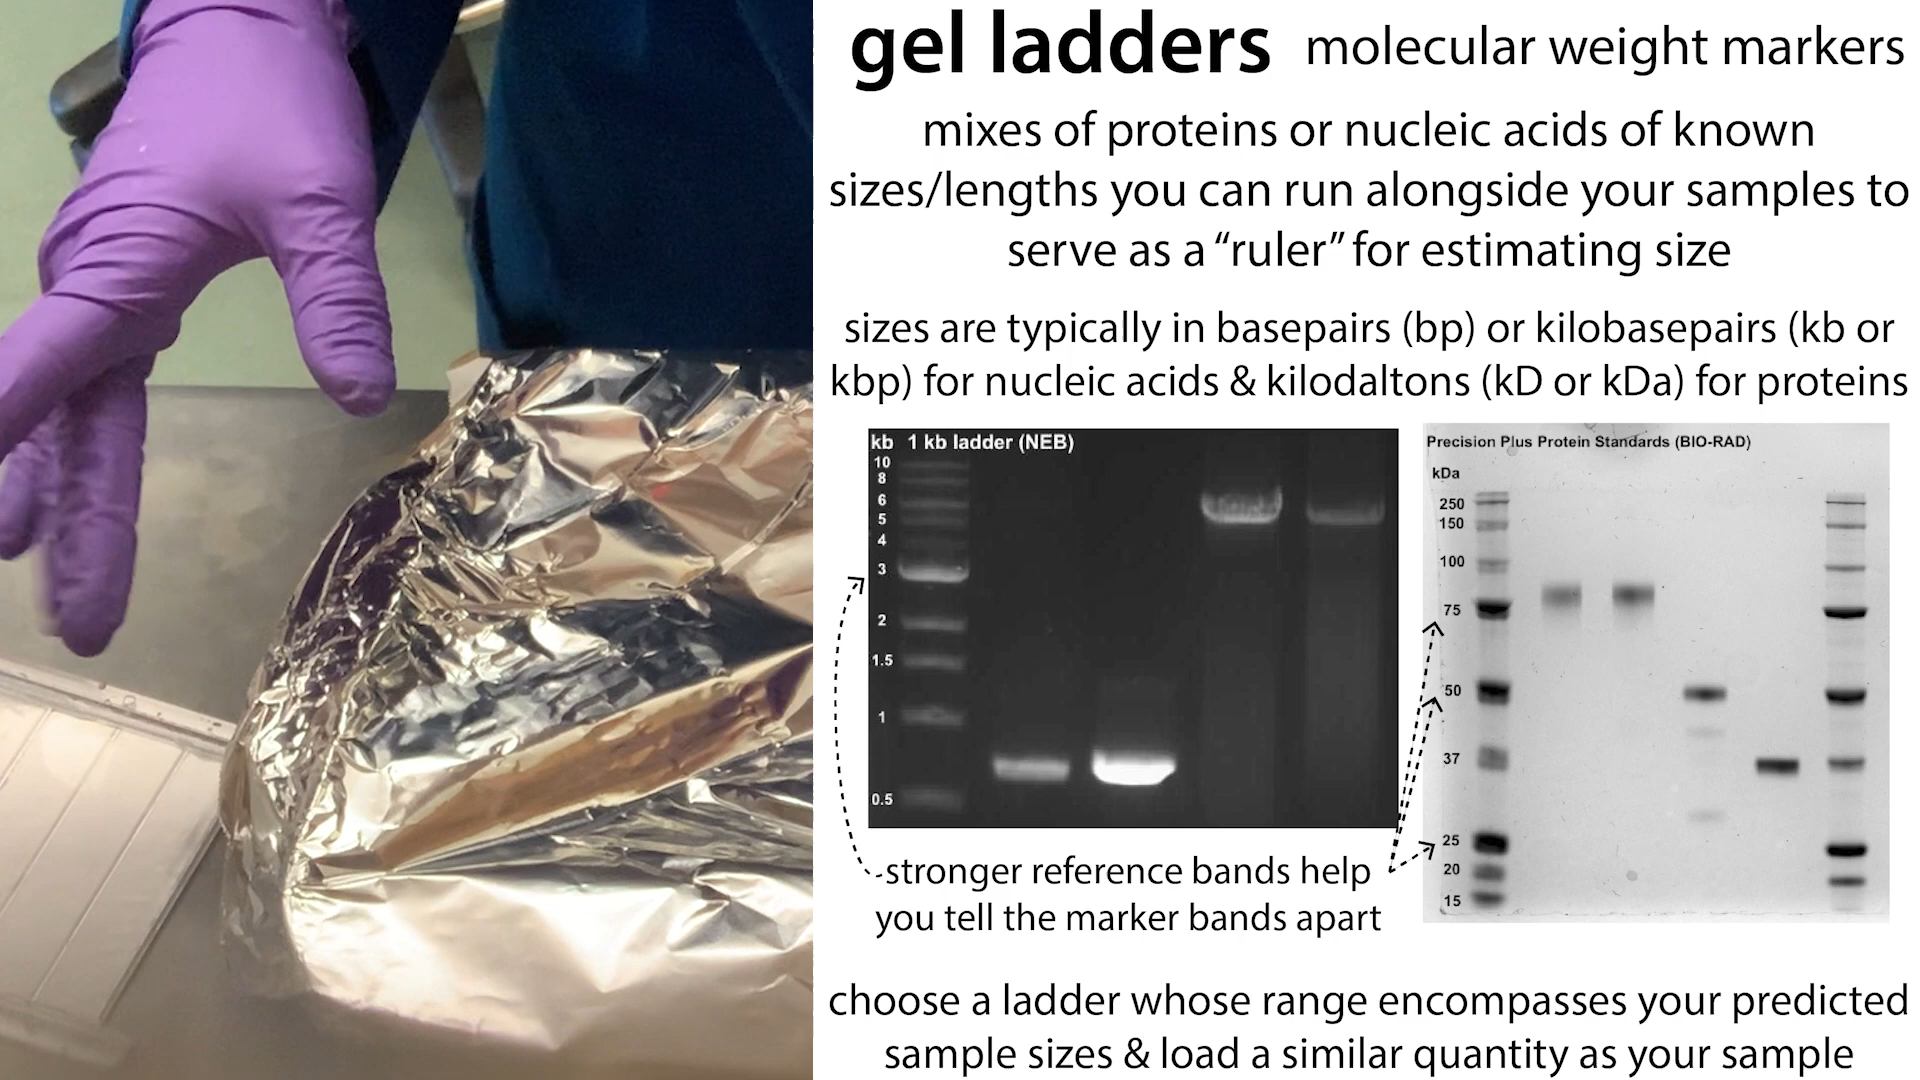 gel ladders molecular weight markers
mixes of proteins or nucleic acids of known
sizes/lengths you can run alongside your samples to
serve as a “ruler” for estimating size
sizes are typically in basepairs (bp) or kilobasepairs (kb or
kbp) for nucleic acids & kilodaltons (kD or kDa) for proteins
kb 1 kb ladder (NEB)
10
8
6
5
4
3
2
1.5
1
0.5
Precision Plus Protein Standards (BIO-RAD)
kDa
250
150
100
75
50
37
25
20
15
stronger reference bands help
you tell the marker bands apart
choose a ladder whose range encompasses your predicted
sample sizes & load a similar quantity as your sample